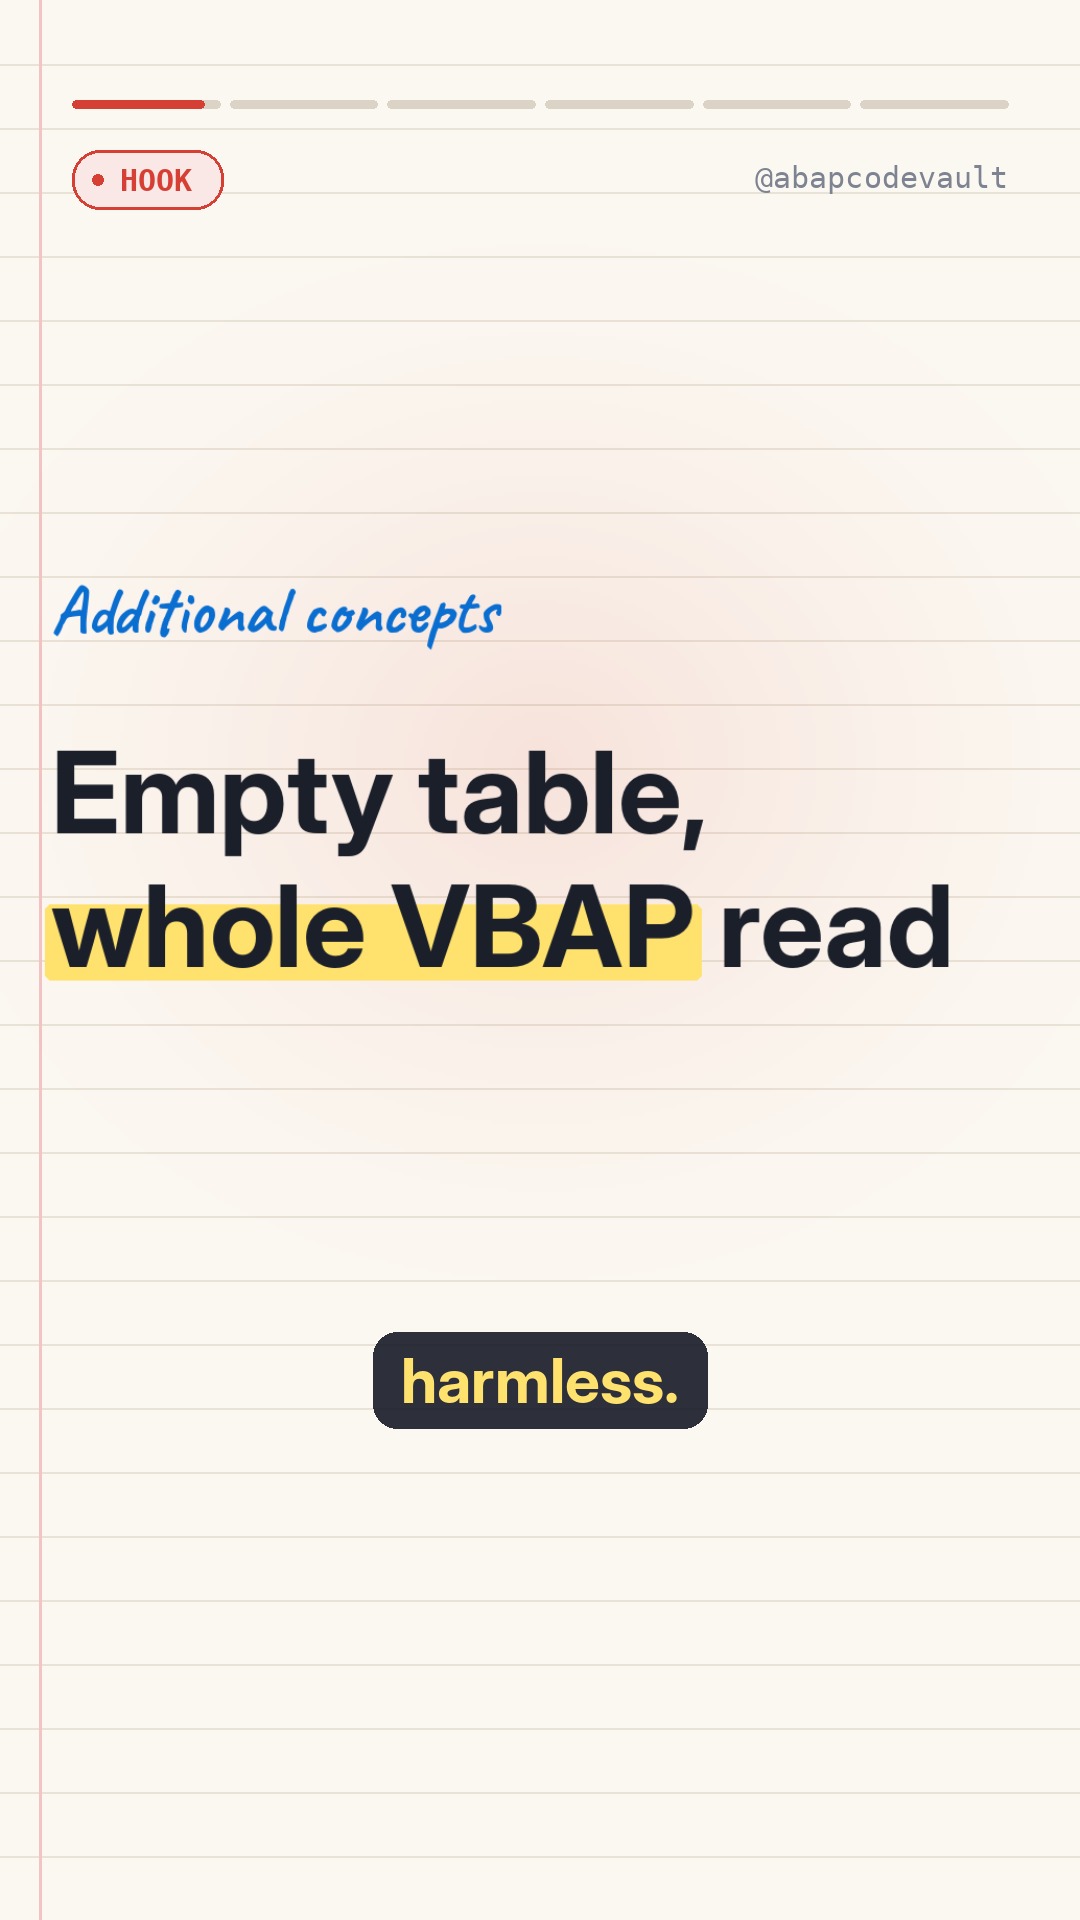 HOOK
@abapcodevault
Additional concepts
Empty table,
whole VBAP read
harmless.